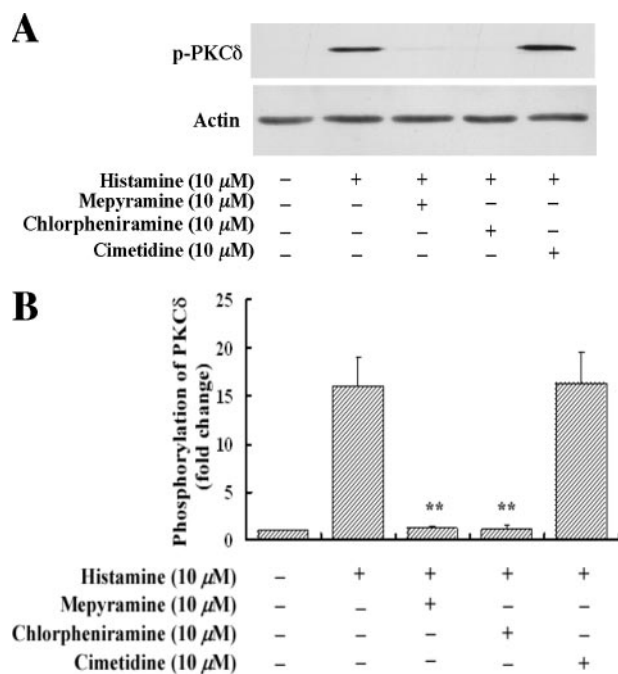 A
p-PKCδ
Actin
Histamine (10 μM) – + + + +
Mepyramine (10 μM) – – + – –
Chlorpheniramine (10 μM) – – – + –
Cimetidine (10 μM) – – – – +
B
Phosphorylation of PKCδ
(fold change)
25
20
15
10
5
0
** **
Histamine (10 μM) – + + + +
Mepyramine (10 μM) – – + – –
Chlorpheniramine (10 μM) – – – + –
Cimetidine (10 μM) – – – – +